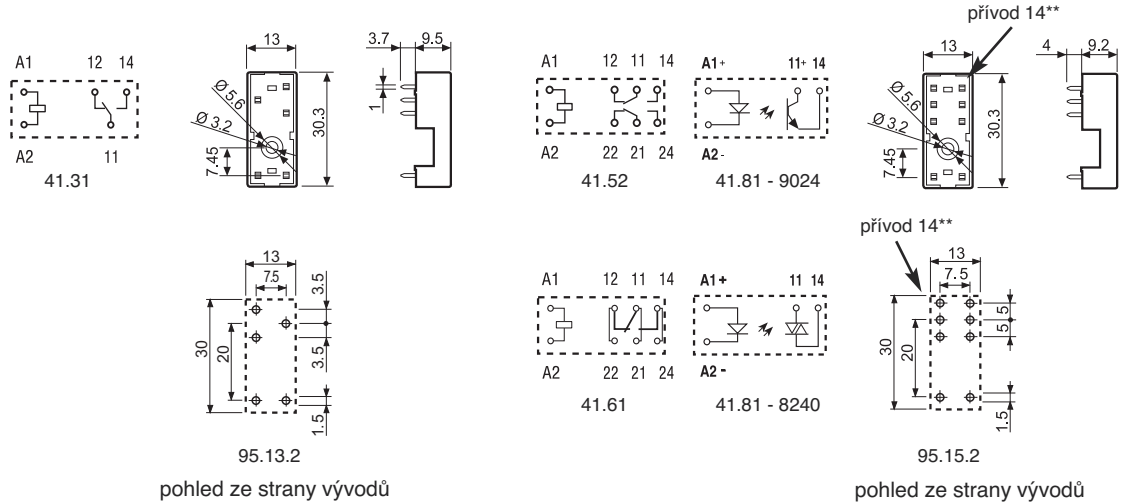 A1 12 14
A2 11
41.31
13
Ø 5.6
Ø 3.2
7.45
30.3
3.7 9.5
1
A1 12 11 14
A2 22 21 24
41.52
A1+ 11+ 14
A2-
41.81 - 9024
přívod 14**
13
Ø 5.6
Ø 3.2
7.45
30.3
4 9.2
13
7.5
3.5
30
20
3.5
1.5
95.13.2
pohled ze strany vývodů
A1 12 11 14
A2 22 21 24
41.61
A1 + 11 14
A2 -
41.81 - 8240
přívod 14**
13
7.5
5
5
30
20
1.5
95.15.2
pohled ze strany vývodů